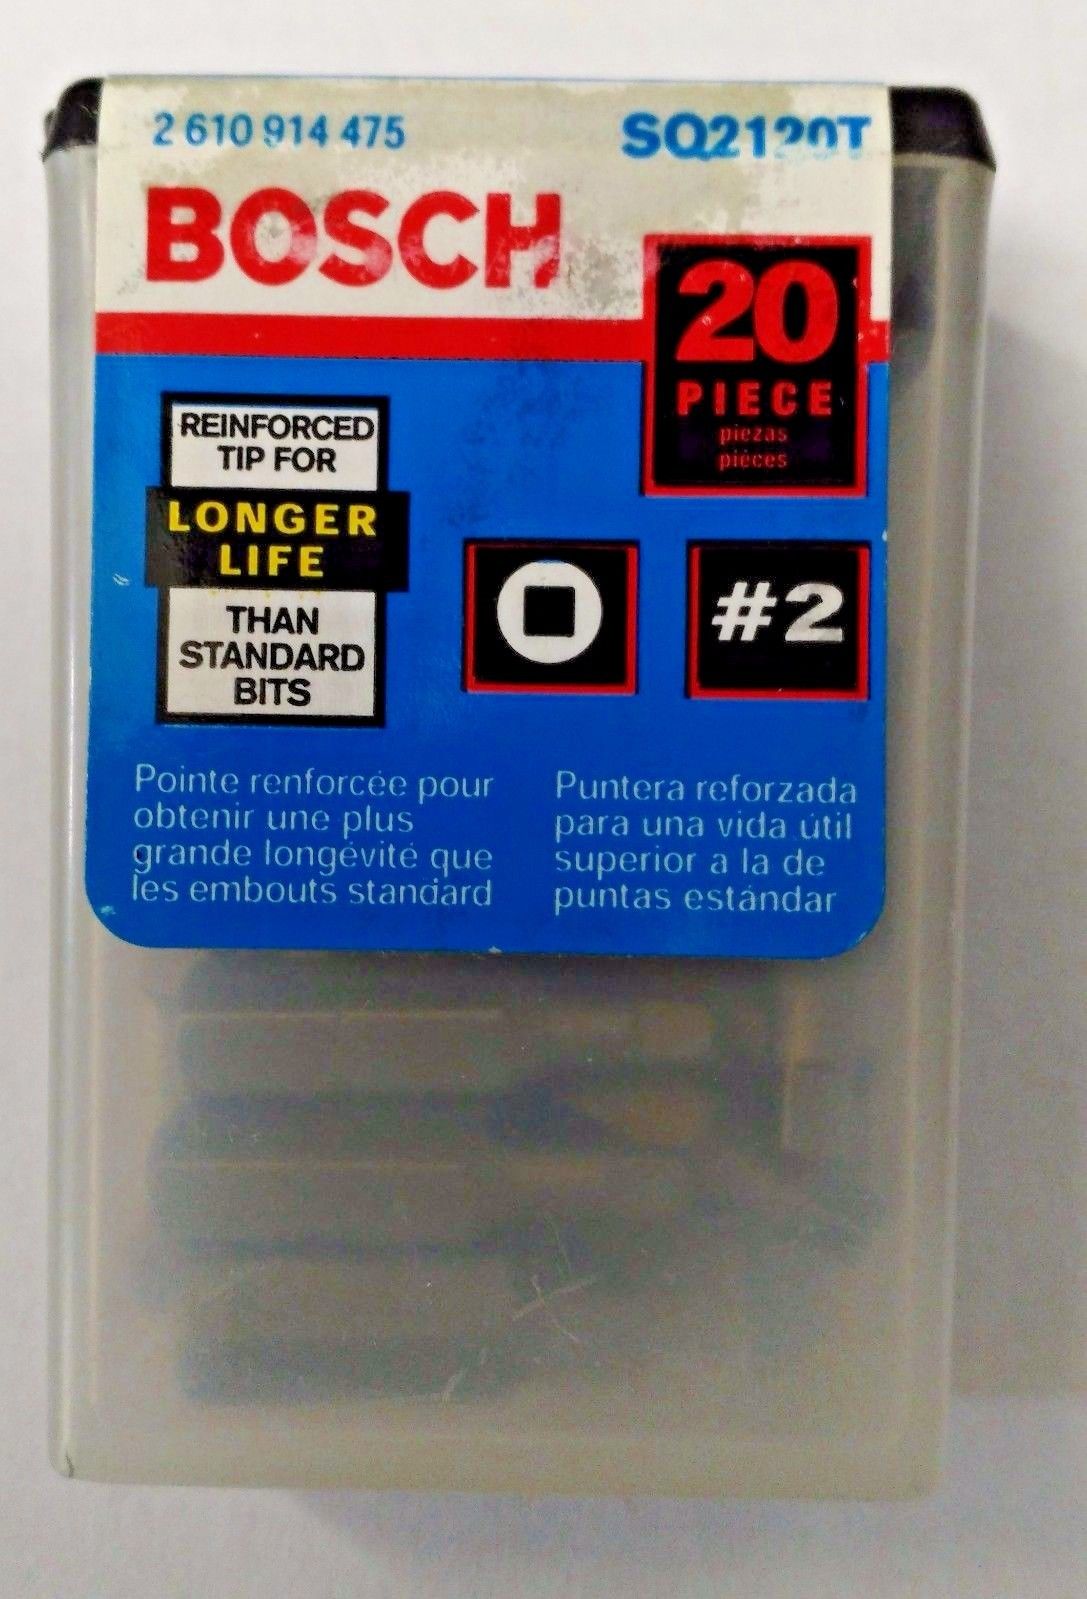 2 610 914 475
SQ2120T
BOSCH
20
PIECE
piezas
pièces
REINFORCED
TIP FOR
LONGER
LIFE
THAN
STANDARD
BITS
#2
Pointe renforcée pour
obtenir une plus
grande longévité que
les embouts standard
Puntera reforzada
para una vida útil
superior a la de
puntas estándar